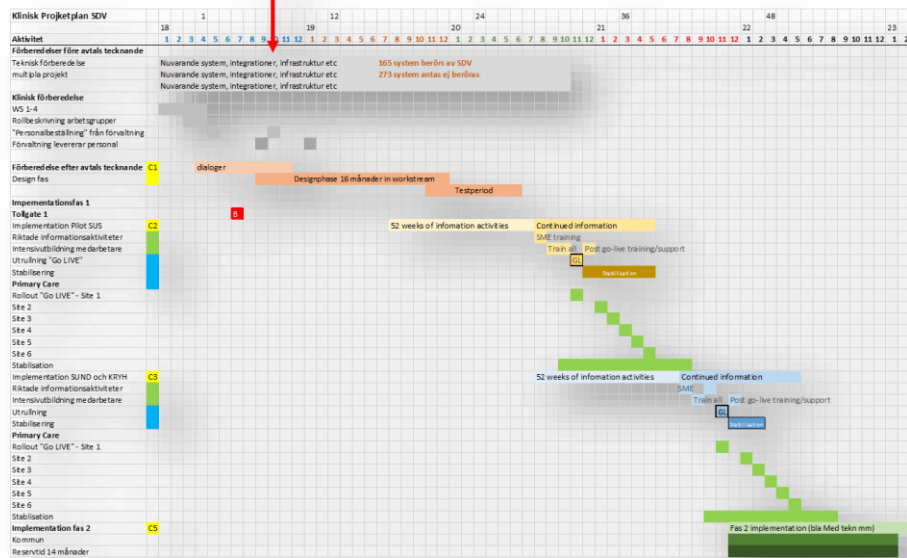 Klinisk Projketplan SDV 1 12 24 36 48
18 19 20 21 22 23
Aktivitet 1 2 3 4 5 6 7 8 9 10 11 12 1 2 3 4 5 6 7 8 9 10 11 12 1 2 3 4 5 6 7 8 9 10 11 12 1 2 3 4 5 6 7 8 9 10 11 12 1 2 3 4 5 6 7 8 9 10 11 12 1 2
Förberedelser före avtals tecknande
Teknisk förberedelse Nuvarande system, integrationer, infrastruktur etc 165 system berörs av SDV
multipla projekt Nuvarande system, integrationer, infrastruktur etc 273 system antas ej beröras
Nuvarande system, integrationer, infrastruktur etc
Klinisk förberedelse
WS 1-4
Rollbeskrivning arbetsgrupper
"Personalbeställning" från förvaltning
Förvaltning levererar personal
Förberedelse efter avtals tecknande C1 dialoger
Design fas Designphase 16 månader in workstream
Testperiod
Impementationsfas 1
Tollgate 1 8
Implementation Pilot SUS C2 52 weeks of infomation activities Continued information
Riktade informationsaktiviteter SME training
Intensivutbildning medarbetare Train all Post go-live training/support
Utrullning "Go LIVE" GL
Stabilisering Stabilisation
Primary Care
Rollout "Go LIVE" - Site 1
Site 2
Site 3
Site 4
Site 5
Site 6
Stablisation
Implementation SUND och KRYH C3 52 weeks of infomation activities Continued information
Riktade informationsaktiviteter SME
Intensivutbildning medarbetare Train all Post go-live training/support
Utrullning GL
Stabilisering Stabilisation
Primary Care
Rollout "Go LIVE" - Site 1
Site 2
Site 3
Site 4
Site 5
Site 6
Stablisation
Implementation fas 2 C5 Fas 2 implementation (bla Med tekn mm)
Kommun
Reservtid 14 månader